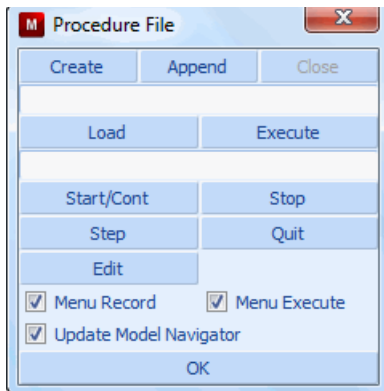 M Procedure File X
Create Append Close
Load Execute
Start/Cont Stop
Step Quit
Edit
Menu Record Menu Execute
Update Model Navigator
OK